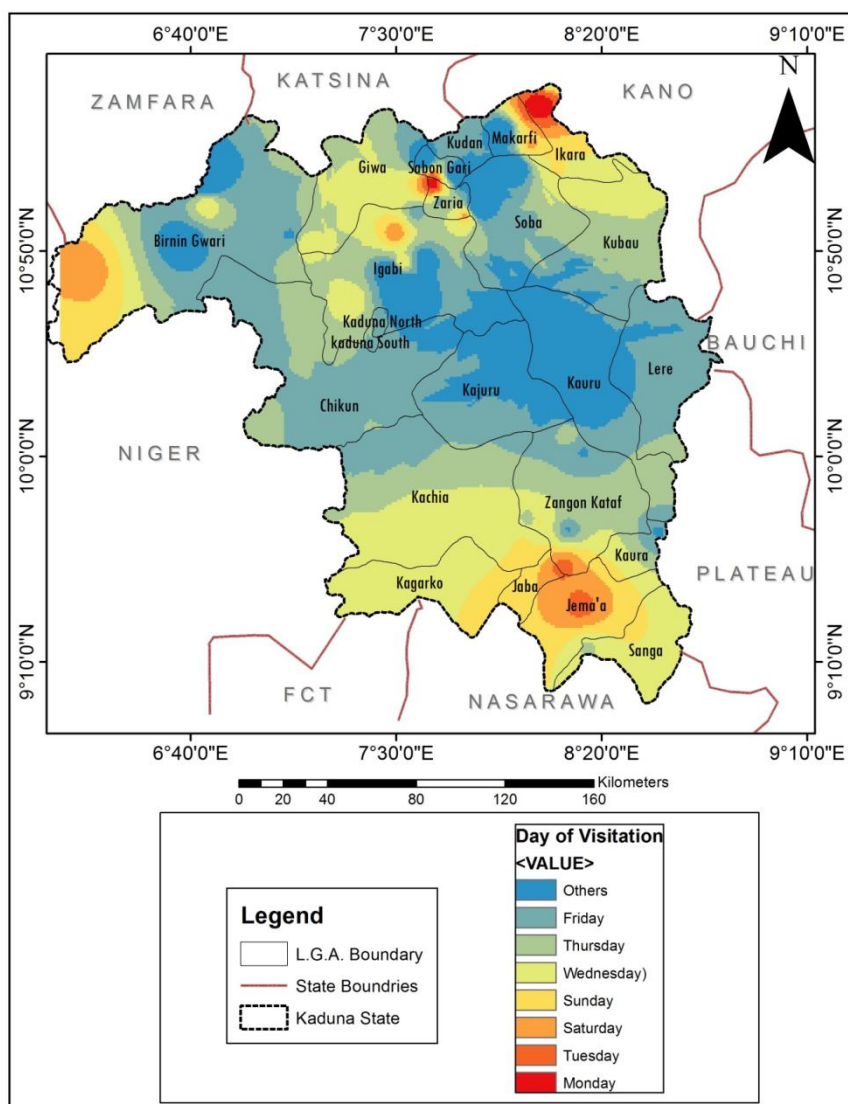 6°40'0"E 7°30'0"E 8°20'0"E 9°10'0"E
N
KATSINA
ZAMFARA
KANO
Kudan
Makarfi
Ikara
Giwa
Sabon Gari
Zaria
Soba
Birnin Gwari
Kubau
10°50'0"N
10°50'0"N
Igabi
Kaduna North
kaduna South
BAUCHI
Lere
Kajuru
Kauru
Chikun
NIGER
10°0'0"N
10°0'0"N
Kachia
Zangon Kataf
Kaura
PLATEAU
Kagarko
Jaba
Jema'a
Sanga
9°10'0"N
9°10'0"N
FCT
NASARAWA
6°40'0"E 7°30'0"E 8°20'0"E 9°10'0"E
Kilometers
0 20 40 80 120 160
Legend
L.G.A. Boundary
State Boundries
Kaduna State
Day of Visitation
<VALUE>
Others
Friday
Thursday
Wednesday)
Sunday
Saturday
Tuesday
Monday